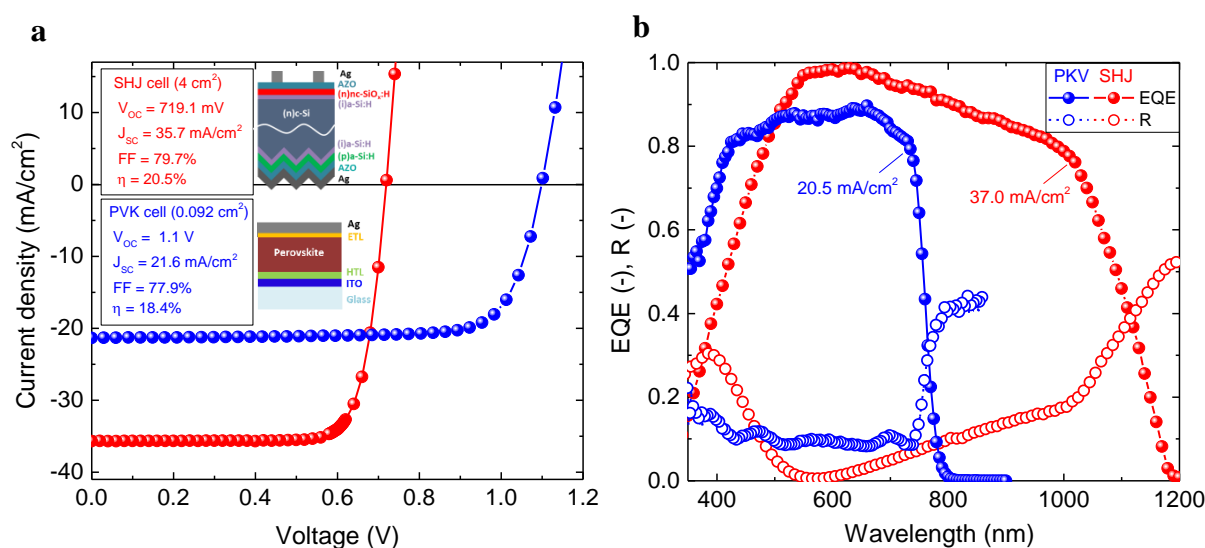 a
SHJ cell (4 cm²)
V_OC = 719.1 mV
J_SC = 35.7 mA/cm²
FF = 79.7%
η = 20.5%
Ag
AZO
(n)nc-SiOₓ:H
(i)a-Si:H
(n)c-Si
(i)a-Si:H
(p)a-Si:H
AZO
Ag
PVK cell (0.092 cm²)
V_OC = 1.1 V
J_SC = 21.6 mA/cm²
FF = 77.9%
η = 18.4%
Ag
ETL
Perovskite
HTL
ITO
Glass
Current density (mA/cm²)
10
0
-10
-20
-30
-40
0.0 0.2 0.4 0.6 0.8 1.0 1.2
Voltage (V)
b
PKV SHJ
EQE
R
20.5 mA/cm²
37.0 mA/cm²
EQE (-), R (-)
1.0
0.8
0.6
0.4
0.2
0.0
400 600 800 1000 1200
Wavelength (nm)